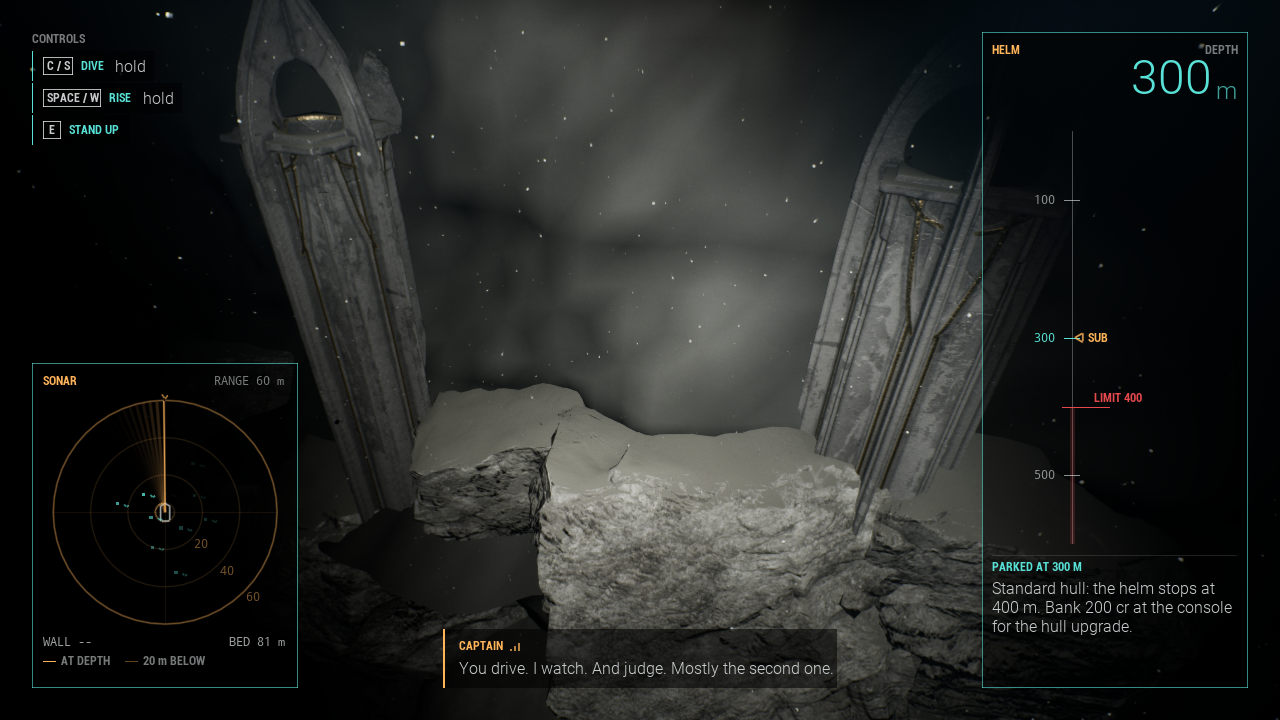 CONTROLS
C / S DIVE hold
SPACE / W RISE hold
E STAND UP
HELM
DEPTH
300 m
100
300 SUB
LIMIT 400
500
PARKED AT 300 M
Standard hull: the helm stops at
400 m. Bank 200 cr at the console
for the hull upgrade.
SONAR RANGE 60 m
20
40
60
WALL -- BED 81 m
AT DEPTH 20 m BELOW
CAPTAIN
You drive. I watch. And judge. Mostly the second one.